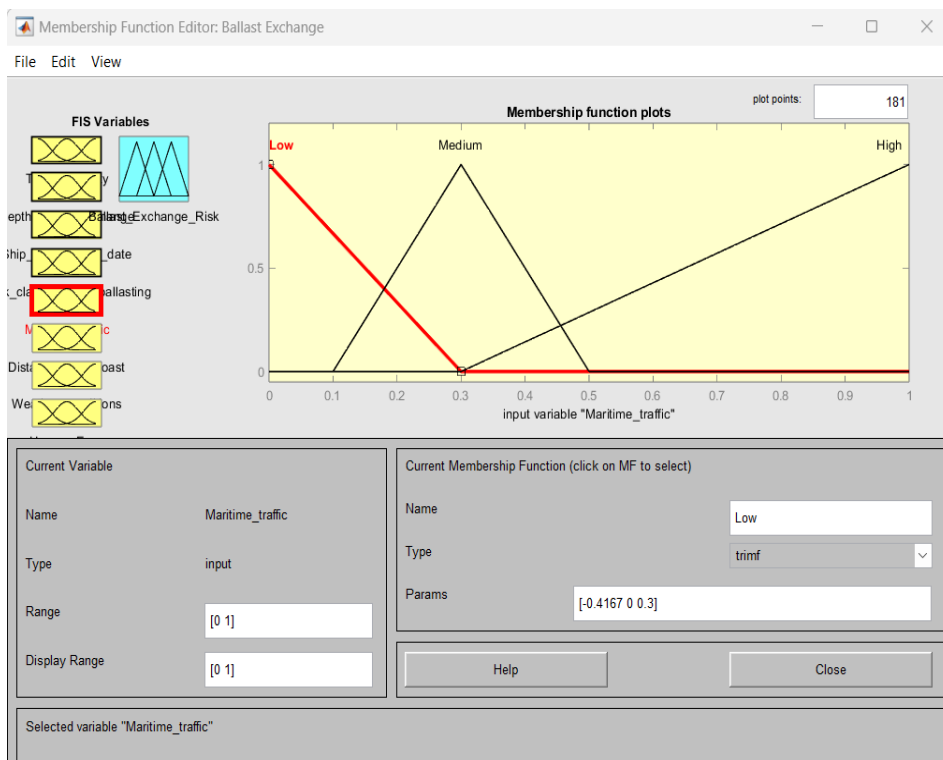 Membership Function Editor: Ballast Exchange
File Edit View
FIS Variables
Ballast_Exchange_Risk
Ship_ _date
ballasting
Weons
plot points: 181
Membership function plots
Low Medium High
1
0.5
0
0 0.1 0.2 0.3 0.4 0.5 0.6 0.7 0.8 0.9 1
input variable "Maritime_traffic"
Current Variable
Name Maritime_traffic
Type input
Range [0 1]
Display Range [0 1]
Current Membership Function (click on MF to select)
Name Low
Type trimf
Params [-0.4167 0 0.3]
Help Close
Selected variable "Maritime_traffic"